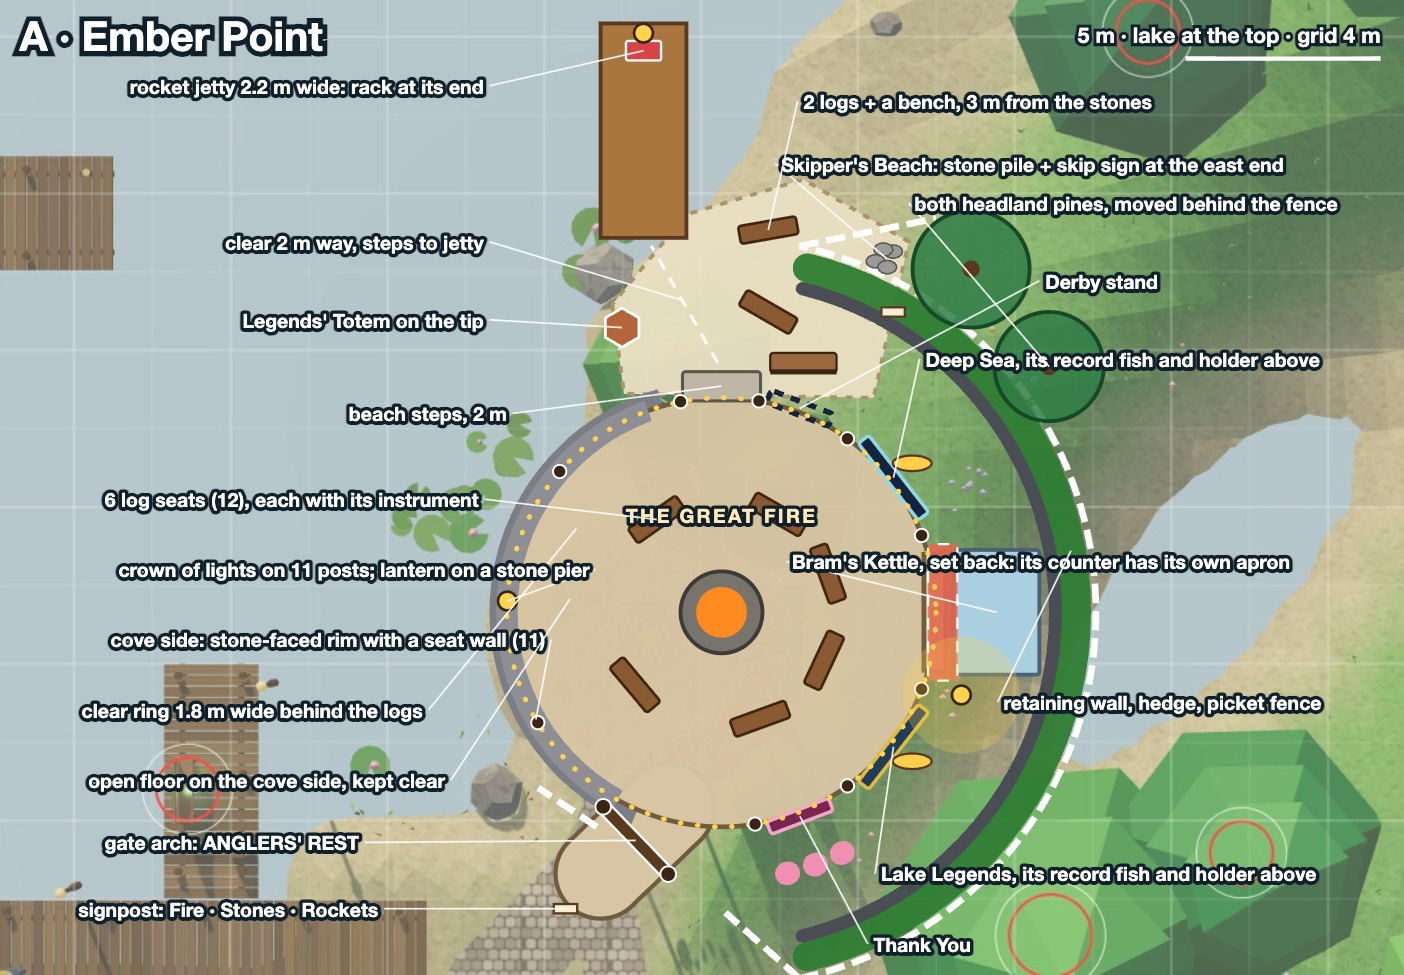 A • Ember Point
5 m • lake at the top • grid 4 m
rocket jetty 2.2 m wide: rack at its end
2 logs + a bench, 3 m from the stones
Skipper's Beach: stone pile + skip sign at the east end
both headland pines, moved behind the fence
clear 2 m way, steps to jetty
Derby stand
Legends' Totem on the tip
Deep Sea, its record fish and holder above
beach steps, 2 m
6 log seats (12), each with its instrument
THE GREAT FIRE
Bram's Kettle, set back: its counter has its own apron
crown of lights on 11 posts; lantern on a stone pier
cove side: stone-faced rim with a seat wall (11)
clear ring 1.8 m wide behind the logs
retaining wall, hedge, picket fence
open floor on the cove side, kept clear
gate arch: ANGLERS' REST
Lake Legends, its record fish and holder above
signpost: Fire • Stones • Rockets
Thank You